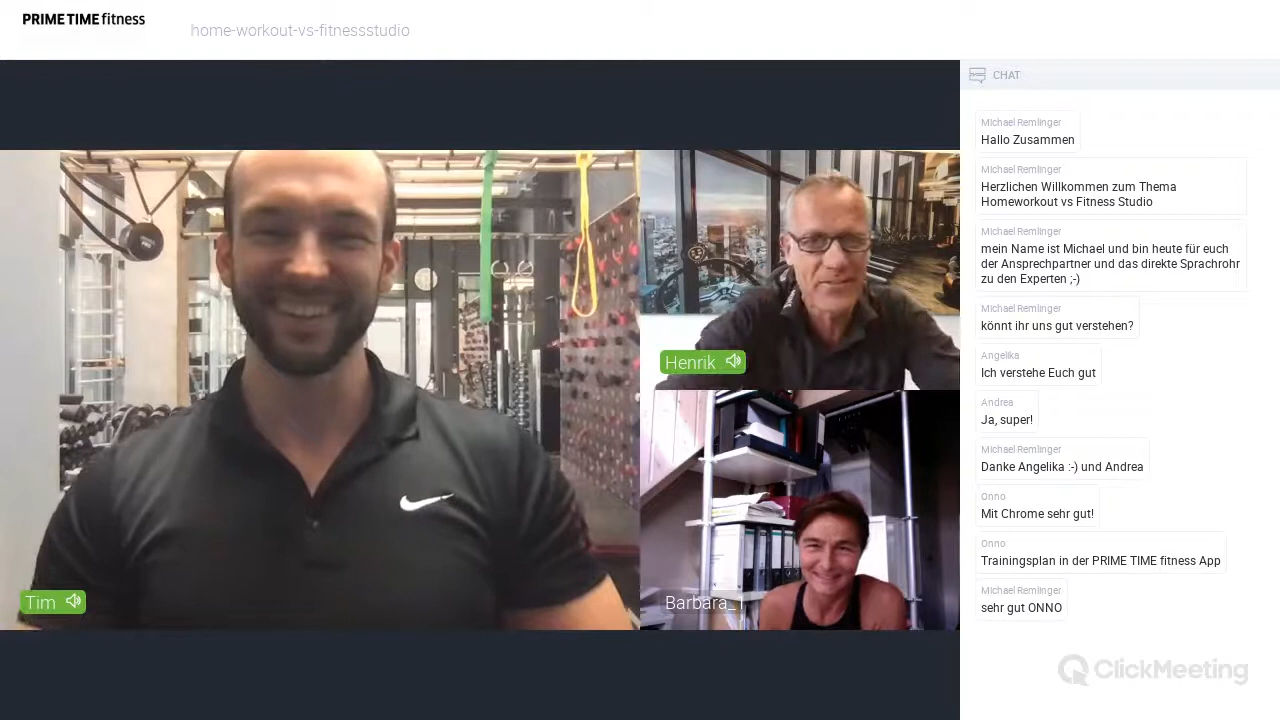 PRIME TIME fitness
home-workout-vs-fitnessstudio
CHAT
Michael Remlinger
Hallo Zusammen
Michael Remlinger
Herzlichen Willkommen zum Thema
Homeworkout vs Fitness Studio
Michael Remlinger
mein Name ist Michael und bin heute für euch
der Ansprechpartner und das direkte Sprachrohr
zu den Experten ;-)
Michael Remlinger
könnt ihr uns gut verstehen?
Angelika
Ich verstehe Euch gut
Andrea
Ja, super!
Michael Remlinger
Danke Angelika :-) und Andrea
Onno
Mit Chrome sehr gut!
Onno
Trainingsplan in der PRIME TIME fitness App
Michael Remlinger
sehr gut ONNO
Henrik
Tim
Barbara_1
ClickMeeting